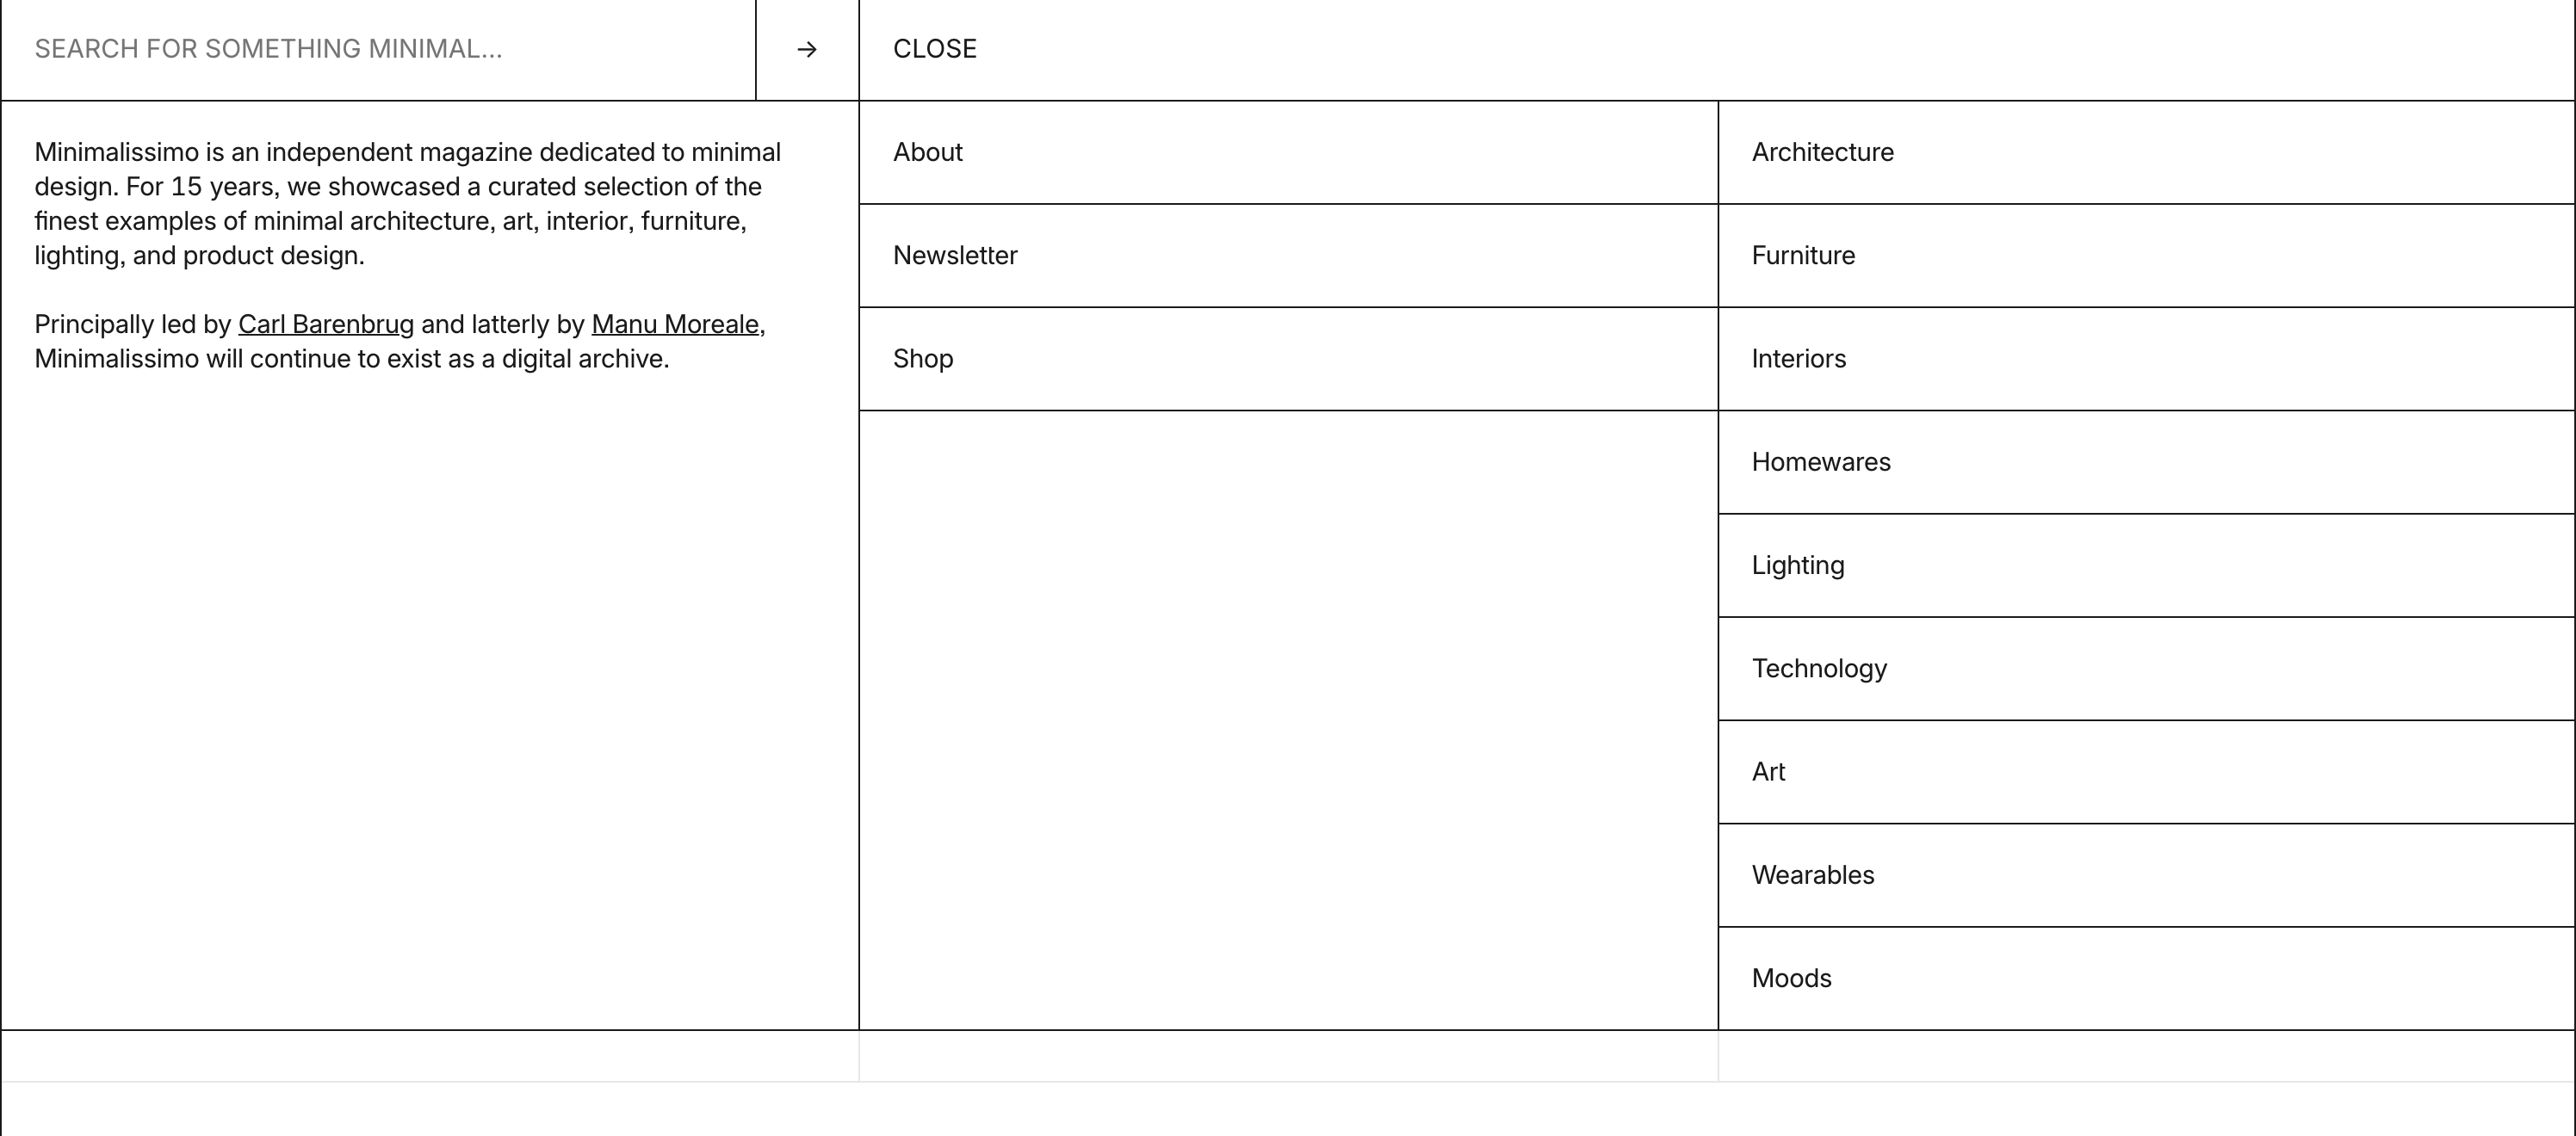 SEARCH FOR SOMETHING MINIMAL...
→
CLOSE
Minimalissimo is an independent magazine dedicated to minimal
design. For 15 years, we showcased a curated selection of the
finest examples of minimal architecture, art, interior, furniture,
lighting, and product design.
Principally led by Carl Barenbrug and latterly by Manu Moreale,
Minimalissimo will continue to exist as a digital archive.
About
Newsletter
Shop
Architecture
Furniture
Interiors
Homewares
Lighting
Technology
Art
Wearables
Moods